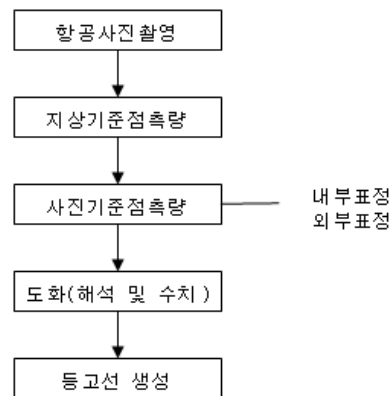 항공사진촬영
지상기준점측량
사진기준점측량
내부표정
외부표정
도화(해석 및 수치)
등고선 생성